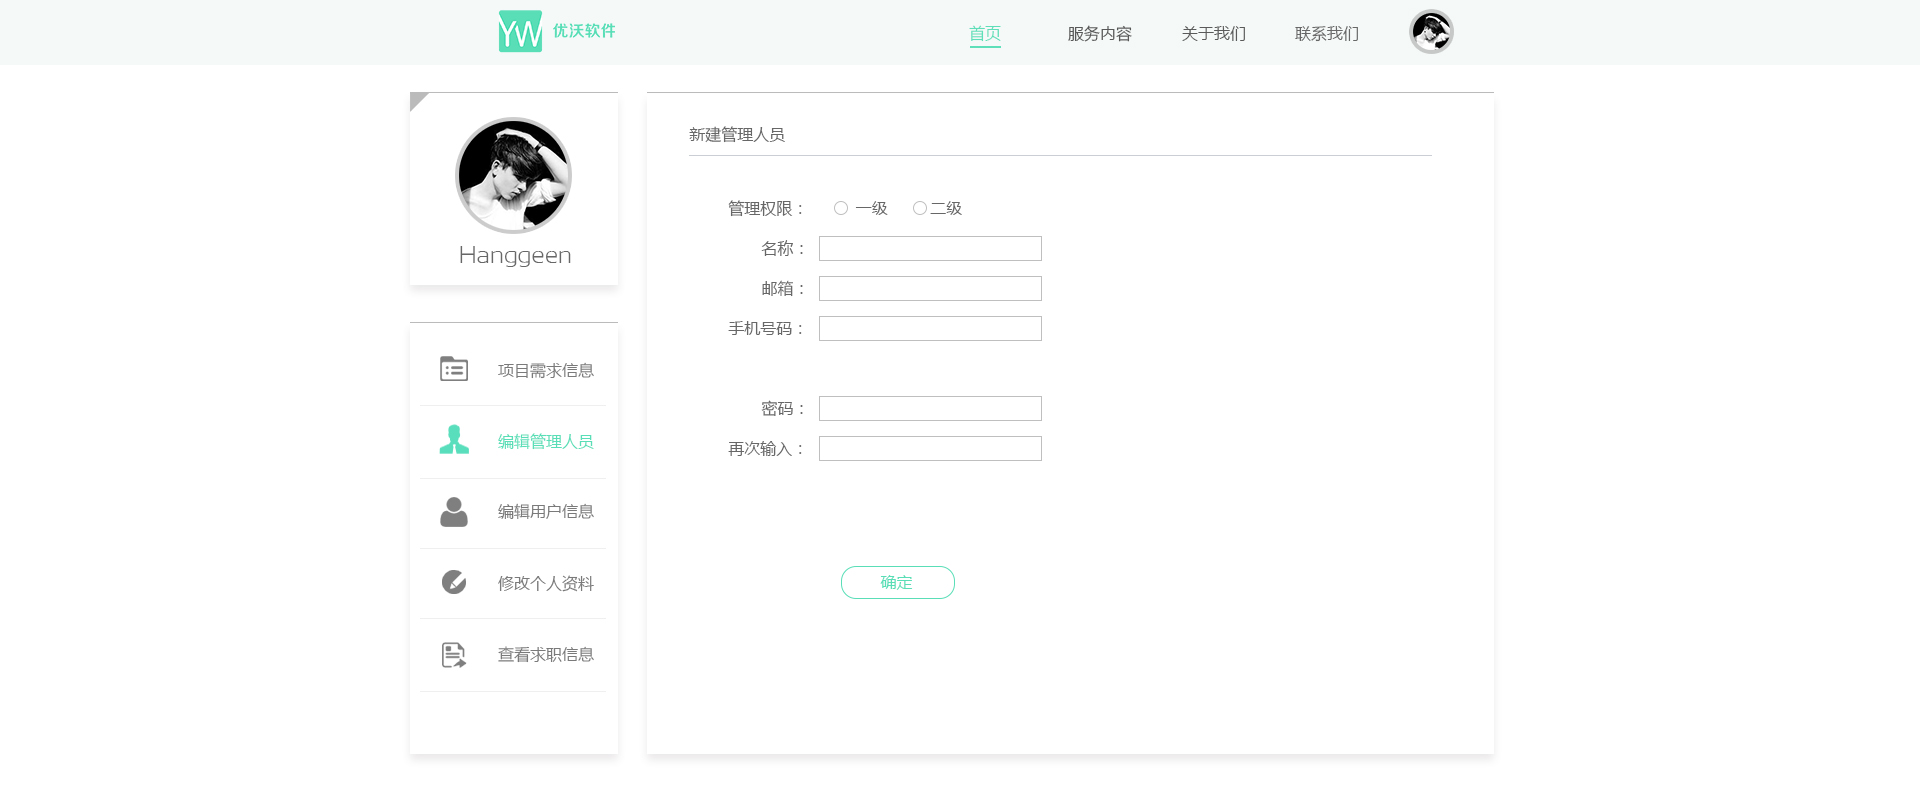 YW 优沃软件
首页 服务内容 关于我们 联系我们
Hanggeen
项目需求信息
编辑管理人员
编辑用户信息
修改个人资料
查看求职信息
新建管理人员
管理权限： 一级 二级
名称：
邮箱：
手机号码：
密码：
再次输入：
确定